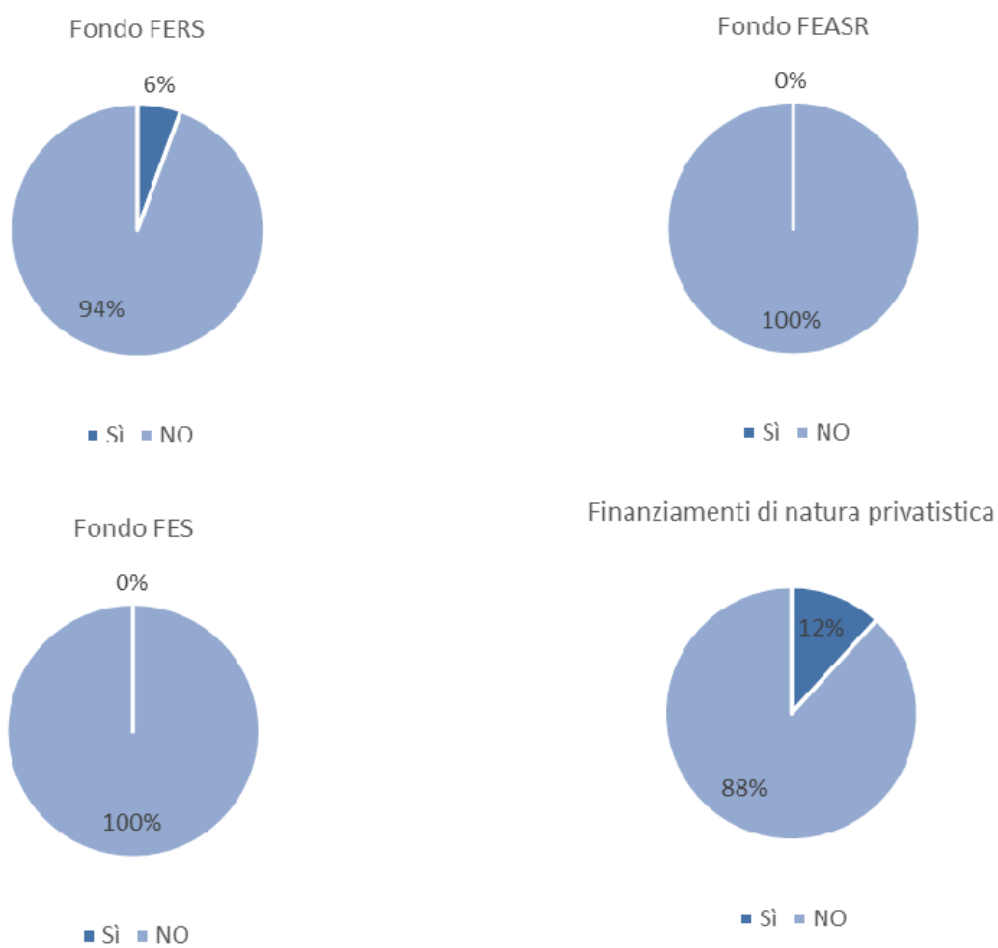 Fondo FERS
6%
94%
Sì NO
Fondo FEASR
0%
100%
Sì NO
Fondo FES
0%
100%
Sì NO
Finanziamenti di natura privatistica
12%
88%
Sì NO